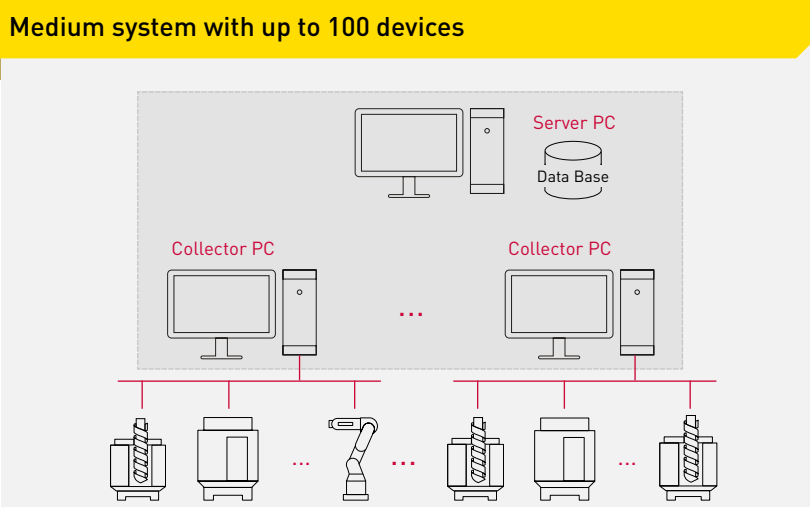 Medium system with up to 100 devices
Server PC
Data Base
Collector PC
Collector PC
...
...
...
...